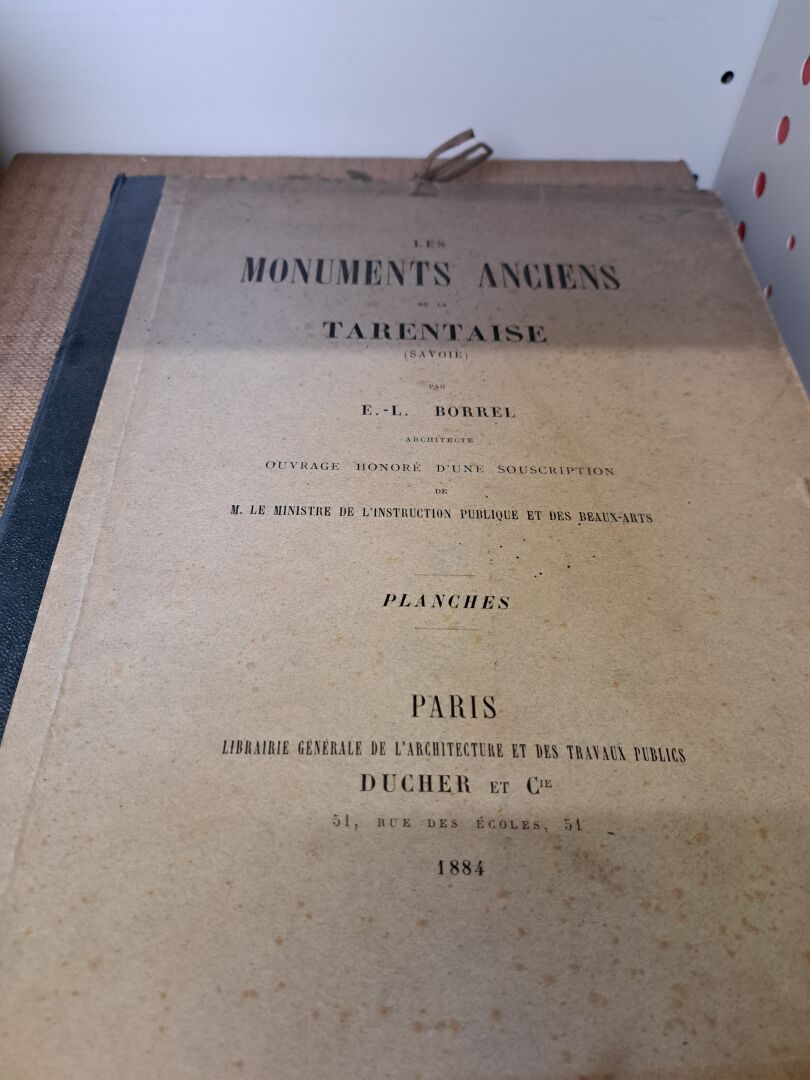 LES
MONUMENTS ANCIENS
DE LA
TARENTAISE
(SAVOIE)
PAR
E.-L. BORREL
ARCHITECTE
OUVRAGE HONORÉ D'UNE SOUSCRIPTION
DE
M. LE MINISTRE DE L'INSTRUCTION PUBLIQUE ET DES BEAUX-ARTS
PLANCHES
PARIS
LIBRAIRIE GÉNÉRALE DE L'ARCHITECTURE ET DES TRAVAUX PUBLICS
DUCHER ET CIE
51, RUE DES ÉCOLES, 51
1884